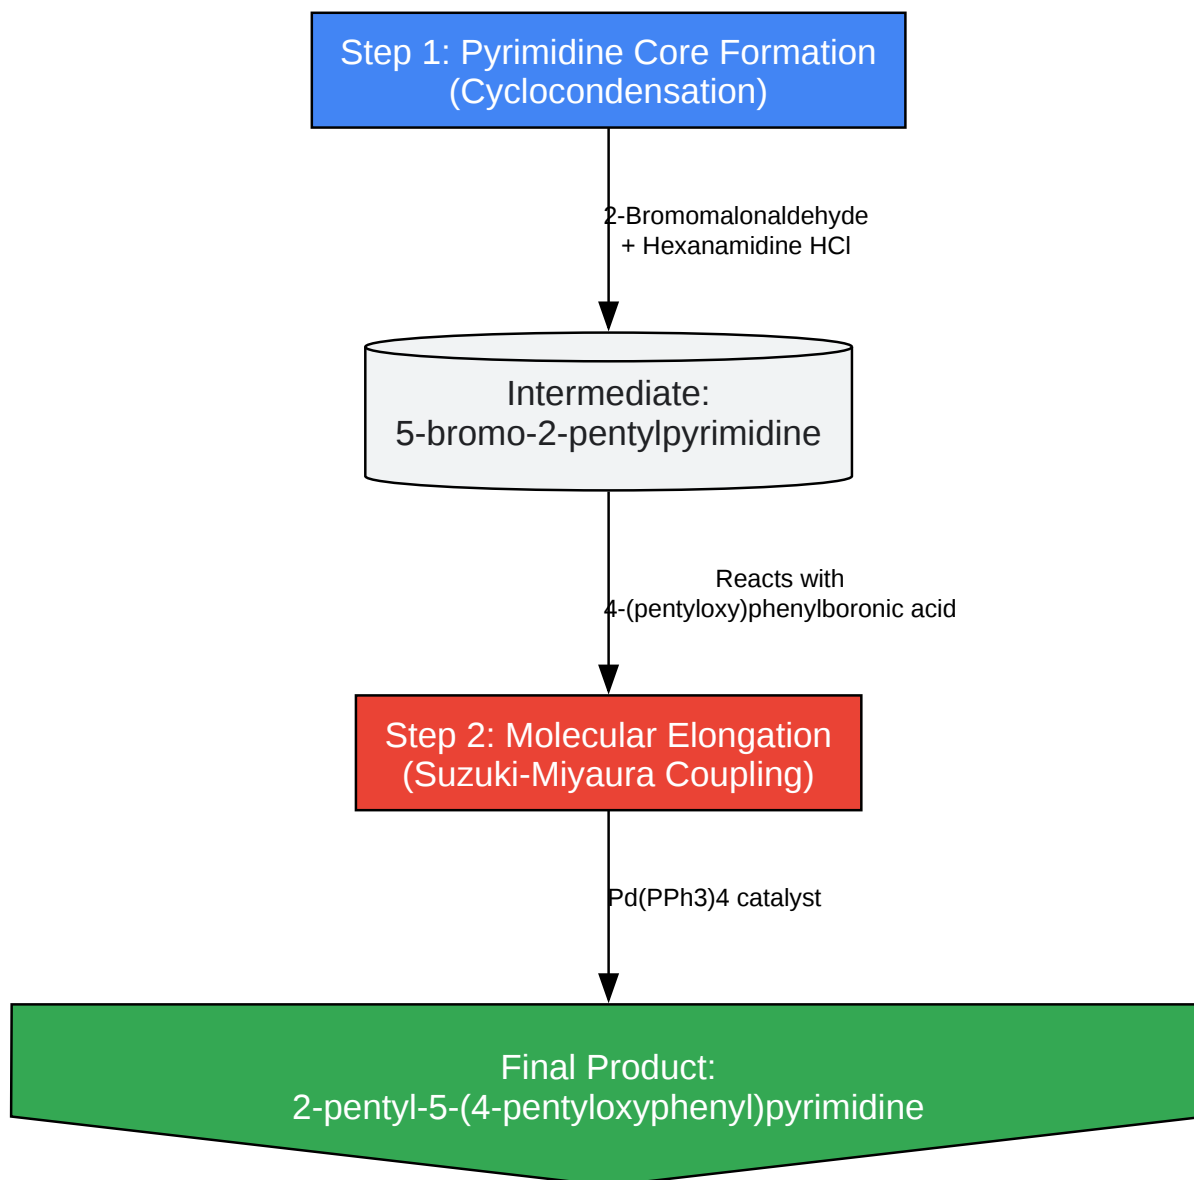 Step 1: Pyrimidine Core Formation
(Cyclocondensation)
2-Bromomalonaldehyde
+ Hexanamidine HCl
Intermediate:
5-bromo-2-pentylpyrimidine
Reacts with
4-(pentyloxy)phenylboronic acid
Step 2: Molecular Elongation
(Suzuki-Miyaura Coupling)
Pd(PPh3)4 catalyst
Final Product:
2-pentyl-5-(4-pentyloxyphenyl)pyrimidine